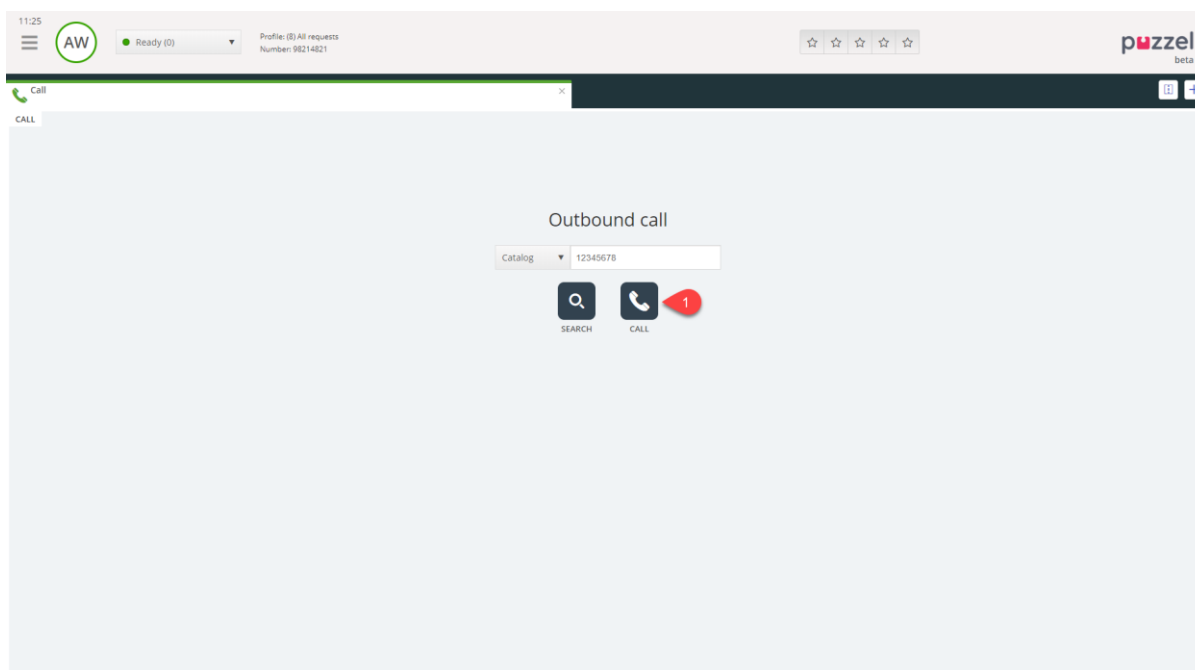 11:25
AW
Ready (0)
Profile: (8) All requests
Number: 98214821
puzzel
beta
Call
CALL
Outbound call
Catalog
12345678
1
SEARCH
CALL